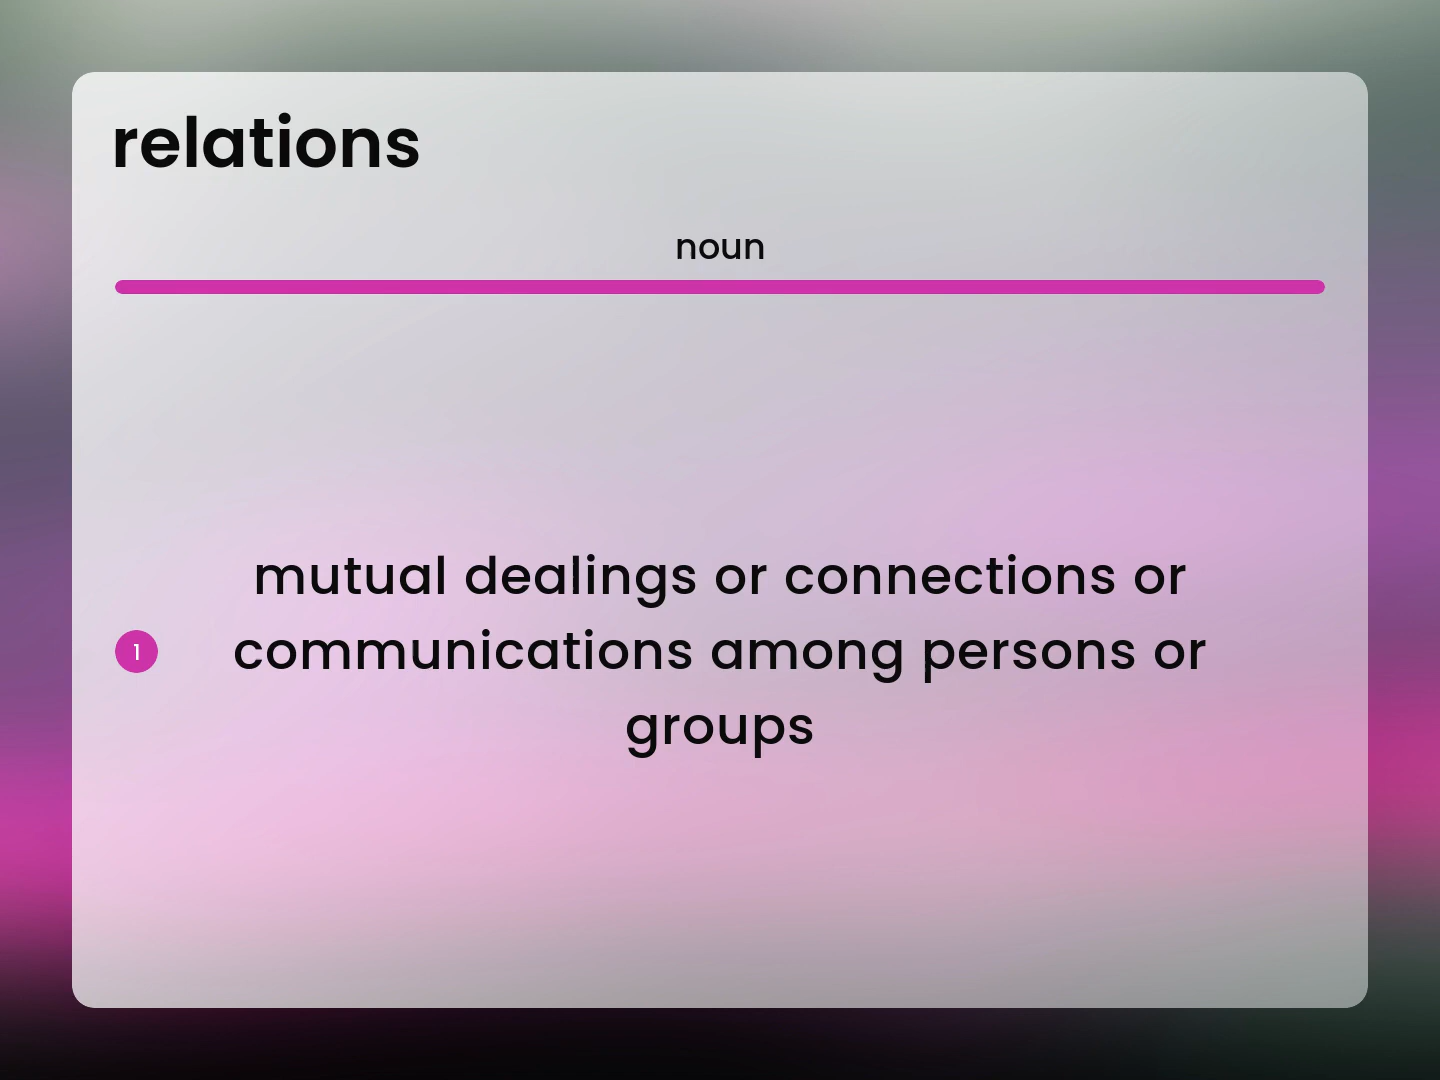 relations
noun
1
mutual dealings or connections or
communications among persons or
groups